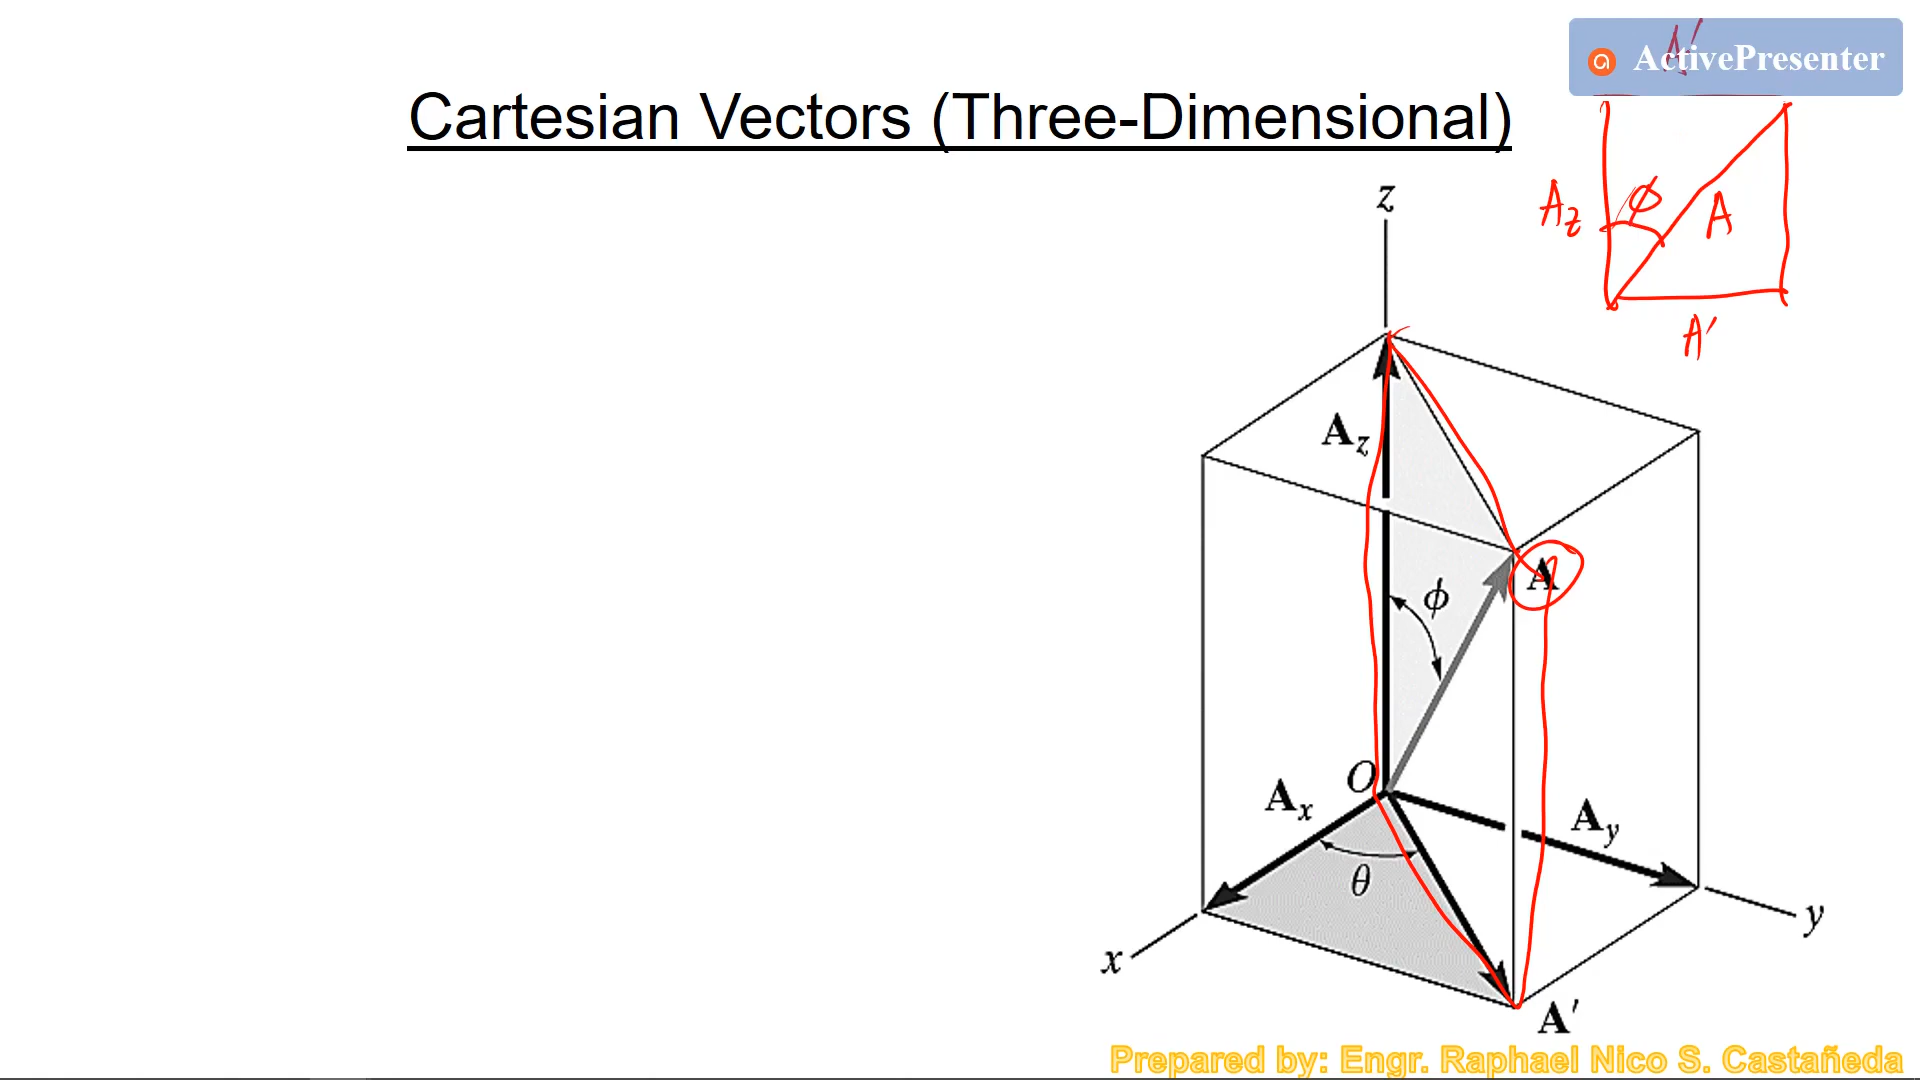 A'
ActivePresenter
Cartesian Vectors (Three-Dimensional)
z
Az
ϕ
A
A'
Az
A
ϕ
O
Ax
Ay
θ
y
x
A'
Prepared by: Engr. Raphael Nico S. Castañeda